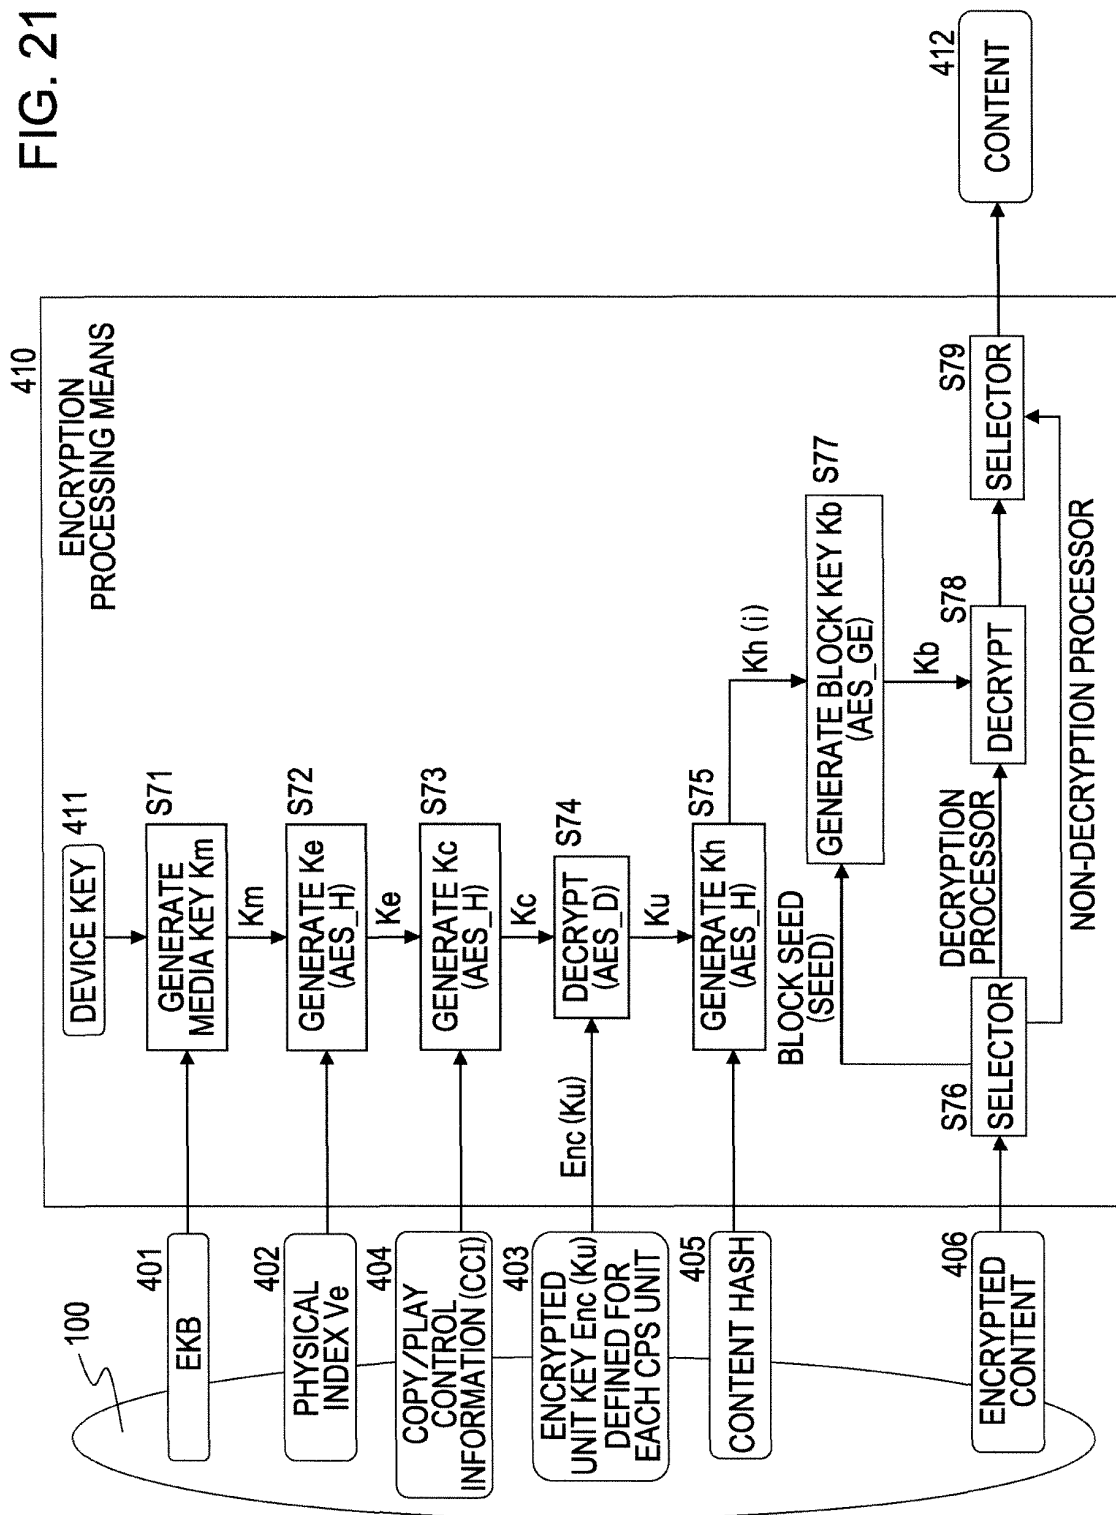 FIG. 21
100
401
EKB
402
PHYSICAL
INDEX Ve
404
COPY/PLAY
CONTROL
INFORMATION (CCI)
403
ENCRYPTED
UNIT KEY Enc (Ku)
DEFINED FOR
EACH CPS UNIT
405
CONTENT HASH
406
ENCRYPTED
CONTENT
410
ENCRYPTION
PROCESSING MEANS
DEVICE KEY
411
S71
GENERATE
MEDIA KEY Km
Km
S72
GENERATE Ke
(AES_H)
Ke
S73
GENERATE Kc
(AES_H)
Kc
Enc (Ku)
S74
DECRYPT
(AES_D)
Ku
S75
GENERATE Kh
(AES_H)
Kh (i)
BLOCK SEED
(SEED)
S77
GENERATE BLOCK KEY Kb
(AES_GE)
Kb
S76
SELECTOR
DECRYPTION
PROCESSOR
S78
DECRYPT
S79
SELECTOR
NON-DECRYPTION PROCESSOR
412
CONTENT